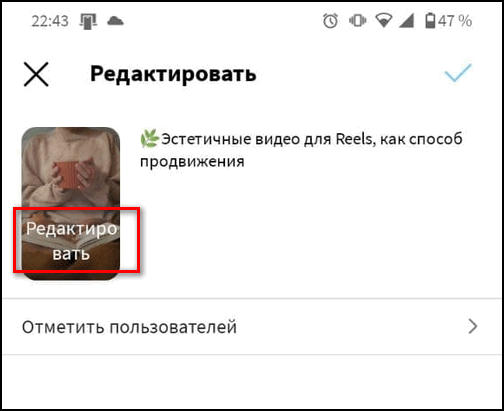 22:43 47 %
Редактировать
🌿Эстетичные видео для Reels, как способ
продвижения
Редактиро
вать
Отметить пользователей